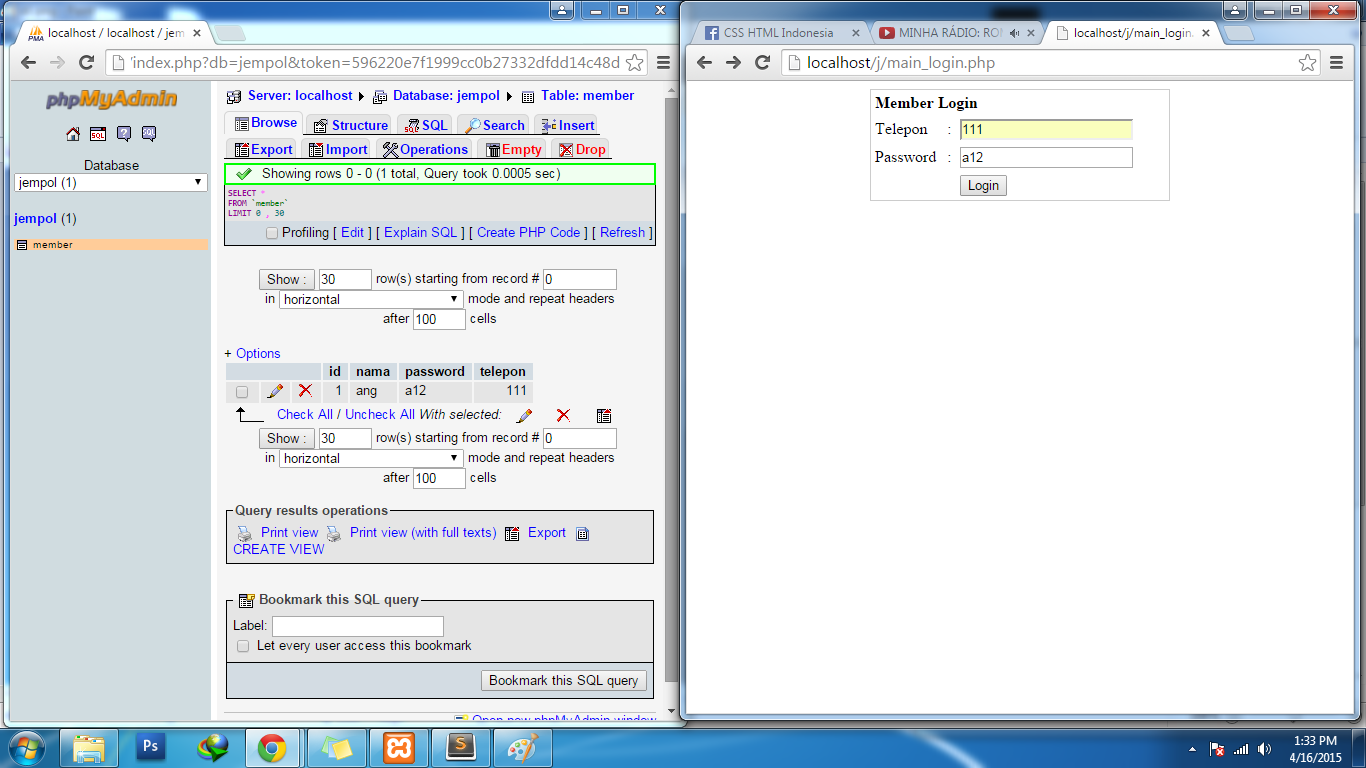 localhost / localhost / jem
'index.php?db=jempol&token=596220e7f1999cc0b27332dfdd14c48d
phpMyAdmin
Database
jempol (1)
jempol (1)
member
Server: localhost Database: jempol Table: member
Browse Structure SQL Search Insert
Export Import Operations Empty Drop
Showing rows 0 - 0 (1 total, Query took 0.0005 sec)
SELECT *
FROM `member`
LIMIT 0 , 30
Profiling [ Edit ] [ Explain SQL ] [ Create PHP Code ] [ Refresh ]
Show : 30 row(s) starting from record # 0
in horizontal mode and repeat headers
after 100 cells
+ Options
id nama password telepon
1 ang a12 111
Check All / Uncheck All With selected:
Show : 30 row(s) starting from record # 0
in horizontal mode and repeat headers
after 100 cells
Query results operations
Print view Print view (with full texts) Export
CREATE VIEW
Bookmark this SQL query
Label:
Let every user access this bookmark
Bookmark this SQL query
Open new phpMyAdmin window
CSS HTML Indonesia
MINHA RÁDIO: ROM
localhost/j/main_login.
localhost/j/main_login.php
Member Login
Telepon : 111
Password : a12
Login
1:33 PM
4/16/2015